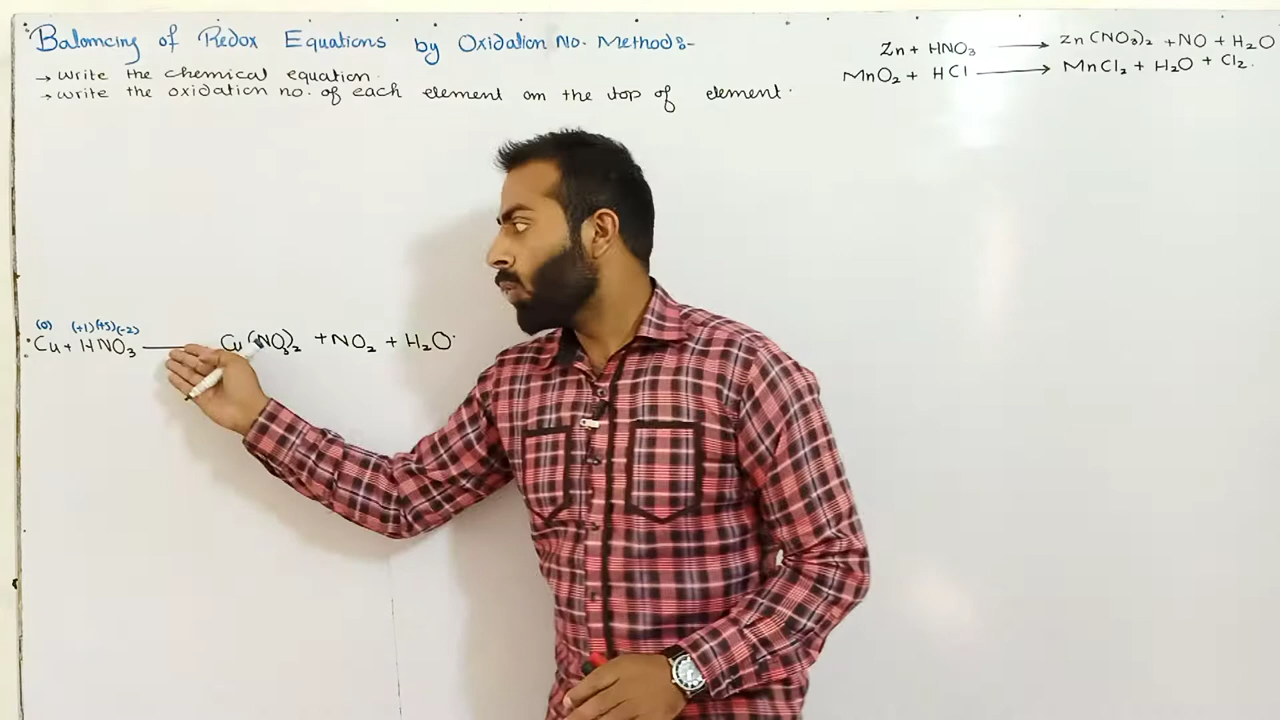 Balancing of Redox Equations by Oxidation No. Method:-
→ Write the chemical equation.
→ Write the oxidation no. of each element on the top of element.
Zn + HNO₃ → Zn(NO₃)₂ + NO + H₂O
MnO₂ + HCl → MnCl₂ + H₂O + Cl₂.
(0) (+1)(+5)(-2)
Cu + HNO₃ → Cu(NO₃)₂ + NO₂ + H₂O.